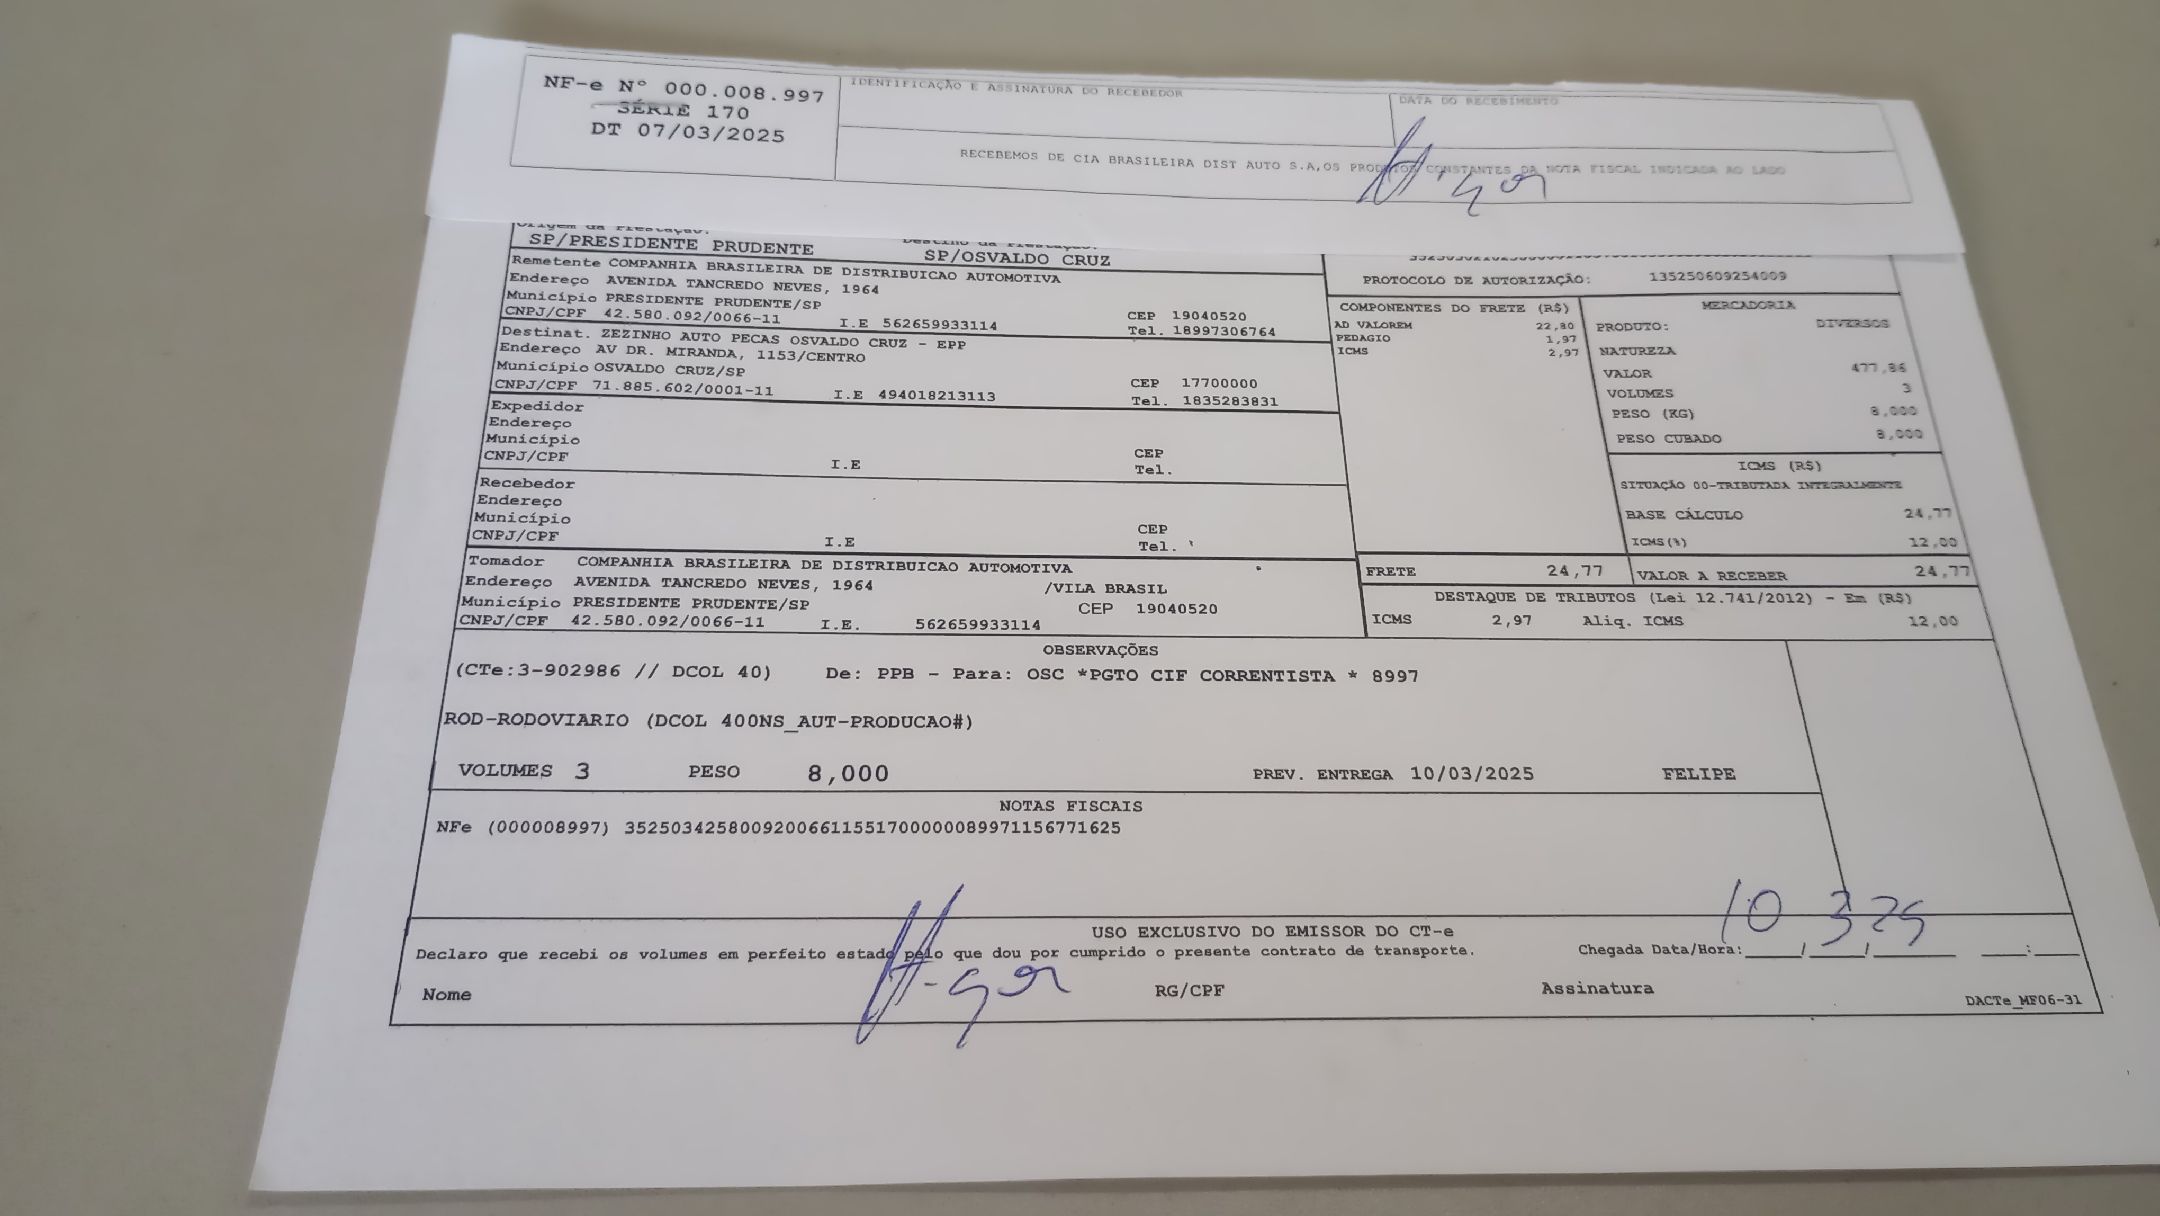 NF-e Nº 000.008.997
SÉRIE 170
DT 07/03/2025
IDENTIFICAÇÃO E ASSINATURA DO RECEBEDOR
DATA DO RECEBIMENTO
RECEBEMOS DE CIA BRASILEIRA DIST AUTO S.A,OS PRODUTOS CONSTANTES DA NOTA FISCAL INDICADA AO LADO
Origem da Prestação: Destino da Prestação:
SP/PRESIDENTE PRUDENTE SP/OSVALDO CRUZ
Remetente COMPANHIA BRASILEIRA DE DISTRIBUICAO AUTOMOTIVA
Endereço AVENIDA TANCREDO NEVES, 1964
Município PRESIDENTE PRUDENTE/SP CEP 19040520
CNPJ/CPF 42.580.092/0066-11 I.E 562659933114 Tel. 18997306764
Destinat. ZEZINHO AUTO PECAS OSVALDO CRUZ - EPP
Endereço AV DR. MIRANDA, 1153/CENTRO
Município OSVALDO CRUZ/SP CEP 17700000
CNPJ/CPF 71.885.602/0001-11 I.E 494018213113 Tel. 1835283831
Expedidor
Endereço
Município CEP
CNPJ/CPF I.E Tel.
Recebedor
Endereço
Município CEP
CNPJ/CPF I.E Tel.
Tomador COMPANHIA BRASILEIRA DE DISTRIBUICAO AUTOMOTIVA
Endereço AVENIDA TANCREDO NEVES, 1964 /VILA BRASIL
Município PRESIDENTE PRUDENTE/SP CEP 19040520
CNPJ/CPF 42.580.092/0066-11 I.E. 562659933114
PROTOCOLO DE AUTORIZAÇÃO: 135250609254009
COMPONENTES DO FRETE (R$)
AD VALOREM 22,80
PEDAGIO 1,97
ICMS 2,97
MERCADORIA
PRODUTO: DIVERSOS
NATUREZA
VALOR 477,86
VOLUMES 3
PESO (KG) 8,000
PESO CUBADO 8,000
ICMS (R$)
SITUAÇÃO 00-TRIBUTADA INTEGRALMENTE
BASE CÁLCULO 24,77
ICMS(%) 12,00
FRETE 24,77 VALOR A RECEBER 24,77
DESTAQUE DE TRIBUTOS (Lei 12.741/2012) - Em (R$)
ICMS 2,97 Aliq. ICMS 12,00
OBSERVAÇÕES
(CTe:3-902986 // DCOL 40) De: PPB - Para: OSC *PGTO CIF CORRENTISTA * 8997
ROD-RODOVIARIO (DCOL 400NS_AUT-PRODUCAO#)
VOLUMES 3 PESO 8,000 PREV. ENTREGA 10/03/2025 FELIPE
NOTAS FISCAIS
NFe (000008997) 35250342580092006611551700000089971156771625
USO EXCLUSIVO DO EMISSOR DO CT-e
10 3 25
Declaro que recebi os volumes em perfeito estado pelo que dou por cumprido o presente contrato de transporte. Chegada Data/Hora:____/____/______ ___:___
Nome RG/CPF Assinatura
DACTe_MF06-31